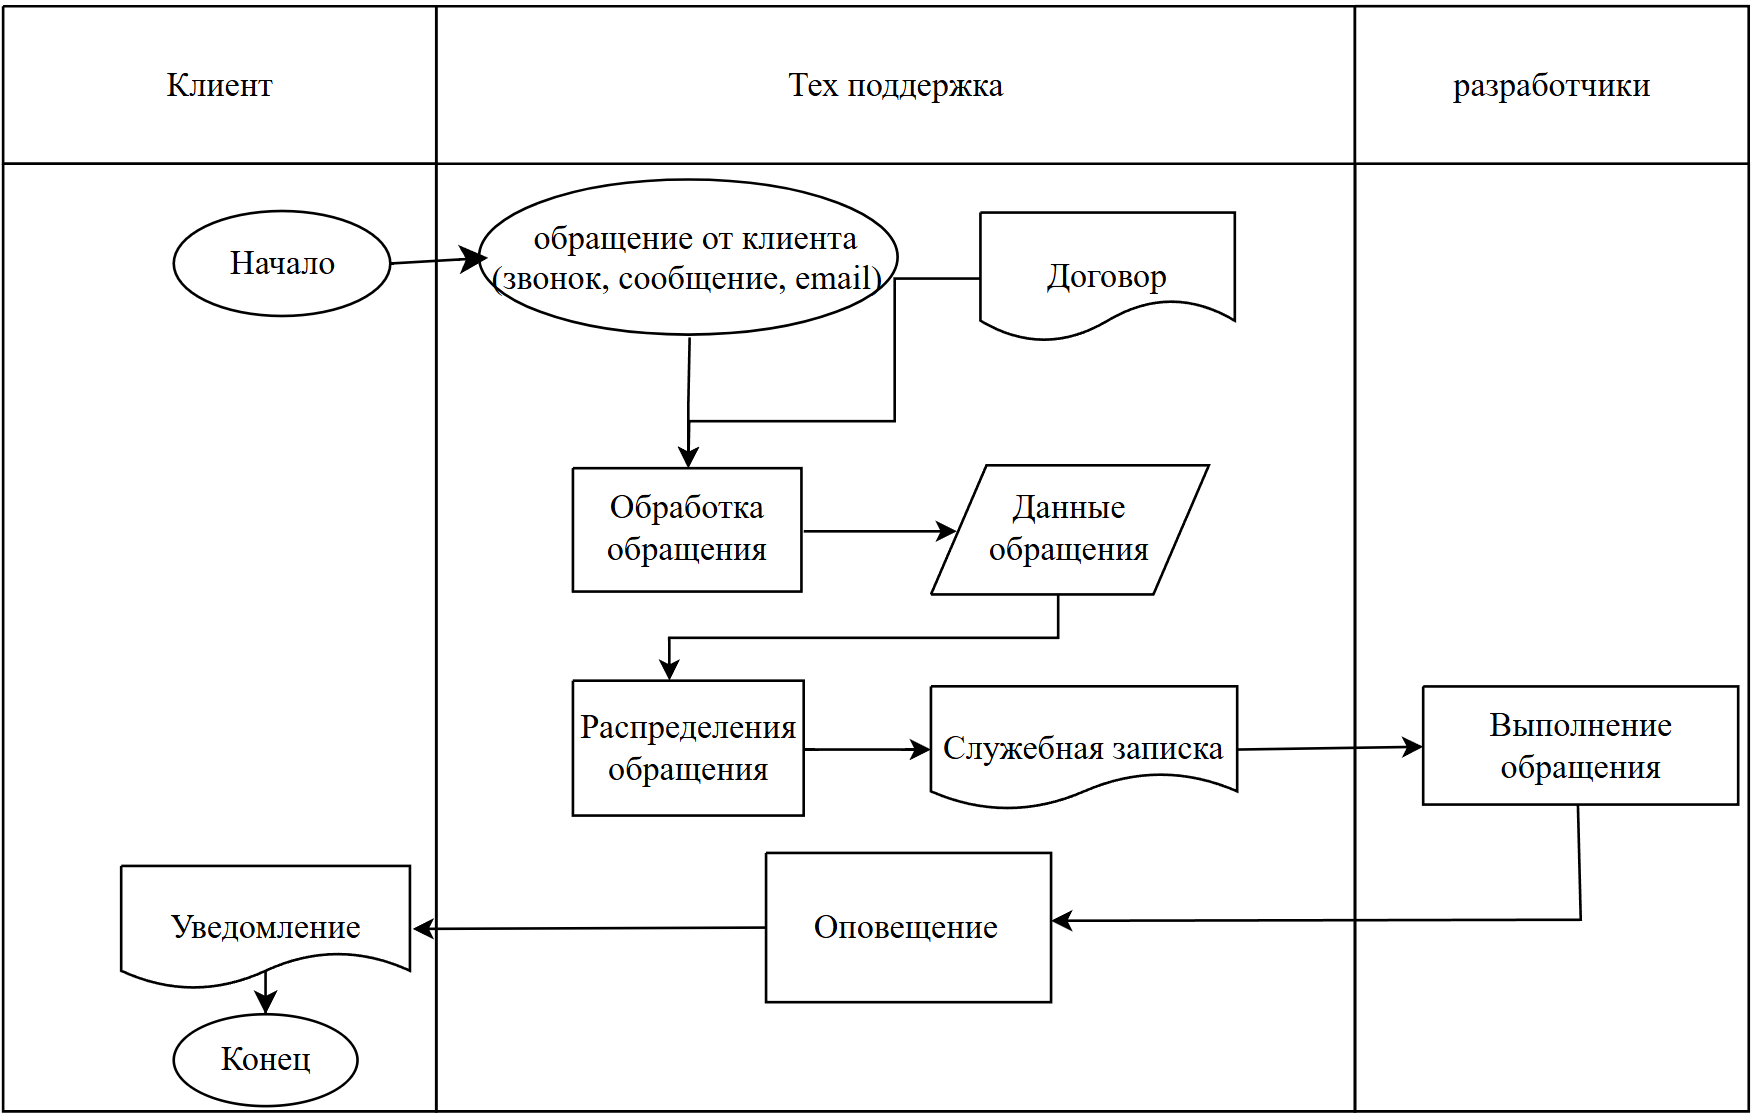 Клиент
Тех поддержка
разработчики
Начало
обращение от клиента
(звонок, сообщение, email)
Договор
Обработка
обращения
Данные
обращения
Распределения
обращения
Служебная записка
Выполнение
обращения
Уведомление
Оповещение
Конец